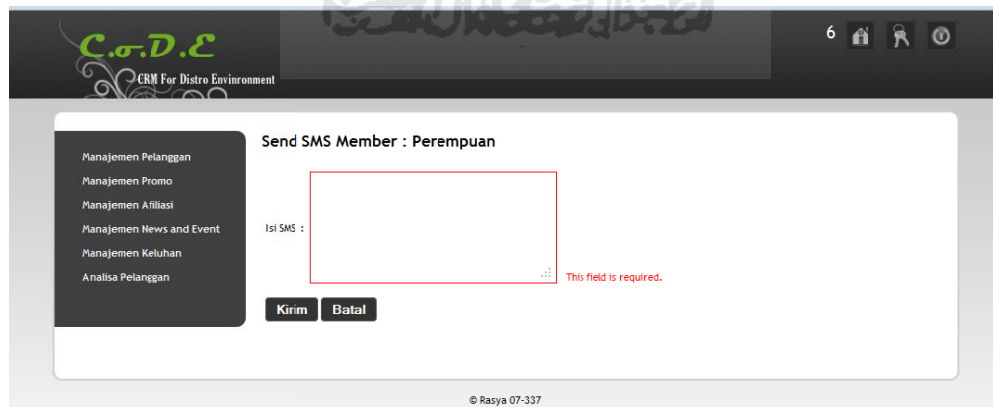 C.o.D.E
CRM For Distro Envinronment
6
Manajemen Pelanggan
Manajemen Promo
Manajemen Afiliasi
Manajemen News and Event
Manajemen Keluhan
Analisa Pelanggan
Send SMS Member : Perempuan
Isi SMS :
This field is required.
Kirim Batal
© Rasya 07-337